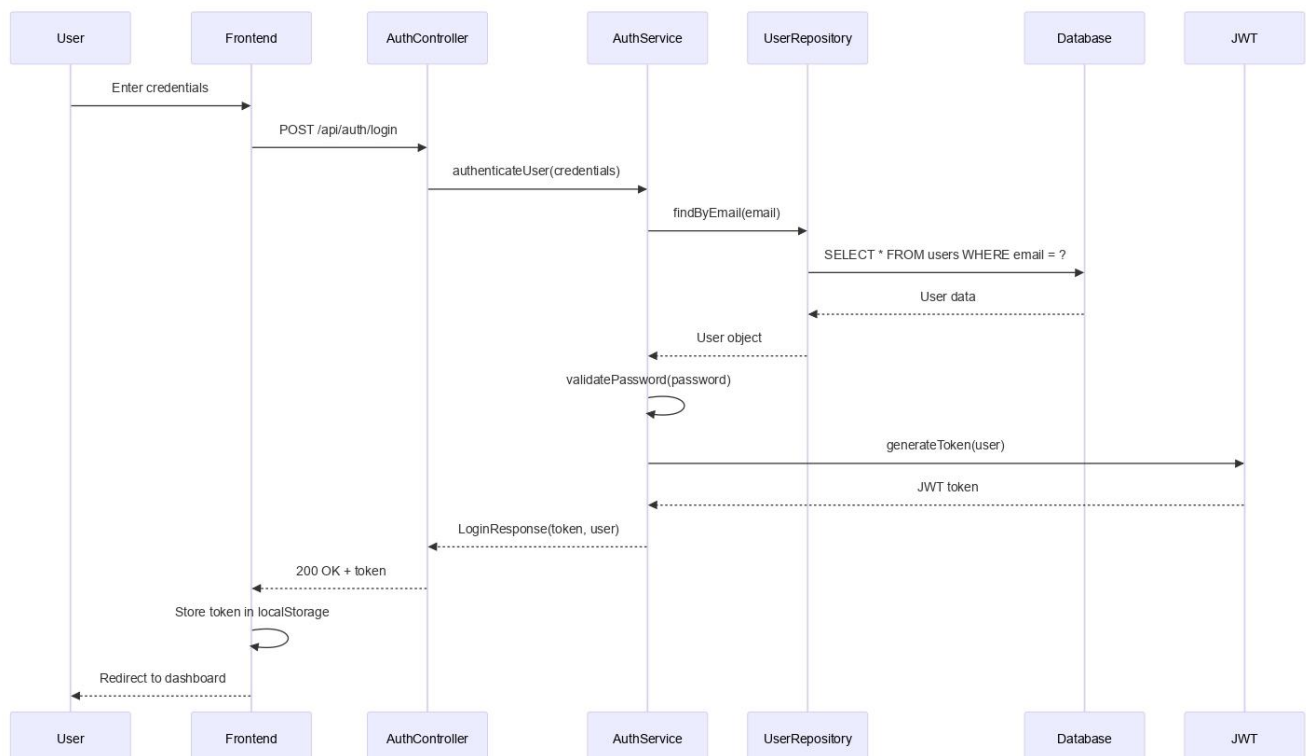 User Frontend AuthController AuthService UserRepository Database JWT
Enter credentials
POST /api/auth/login
authenticateUser(credentials)
findByEmail(email)
SELECT * FROM users WHERE email = ?
User data
User object
validatePassword(password)
generateToken(user)
JWT token
LoginResponse(token, user)
200 OK + token
Store token in localStorage
Redirect to dashboard
User Frontend AuthController AuthService UserRepository Database JWT